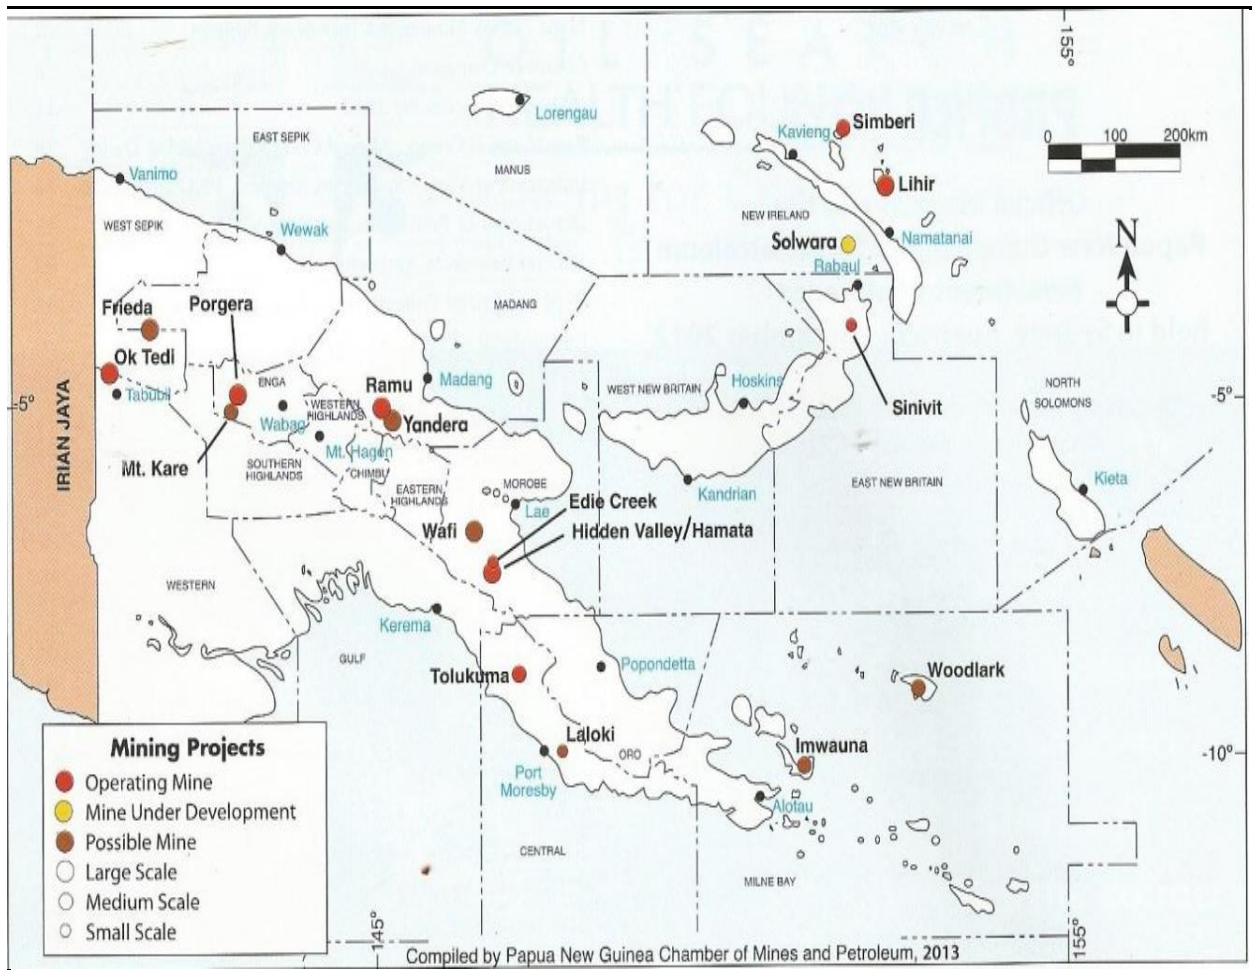 155°
EAST SEPIK
Lorengau
Kavieng
Simberi
0 100 200km
Vanimo
MANUS
Lihir
WEST SEPIK
Wewak
NEW IRELAND
Namatanai
N
Solwara
Rabaul
Frieda
Porgera
MADANG
Ok Tedi
Tabubil
ENGA
Ramu
Madang
WEST NEW BRITAIN
Hoskins
NORTH
SOLOMONS
-5°
-5°
Wabag
WESTERN
HIGHLANDS
Yandera
Sinivit
IRIAN JAYA
Mt. Kare
SOUTHERN
HIGHLANDS
Mt. Hagen
CHIMBU
EASTERN
HIGHLANDS
MOROBE
Lae
Edie Creek
Kandrian
EAST NEW BRITAIN
Kieta
Wafi
Hidden Valley/Hamata
WESTERN
Kerema
GULF
Tolukuma
Popondetta
Woodlark
Laloki
ORO
Imwauna
-10°
Port
Moresby
Alotau
CENTRAL
MILNE BAY
Mining Projects
Operating Mine
Mine Under Development
Possible Mine
Large Scale
Medium Scale
Small Scale
145°
155°
Compiled by Papua New Guinea Chamber of Mines and Petroleum, 2013